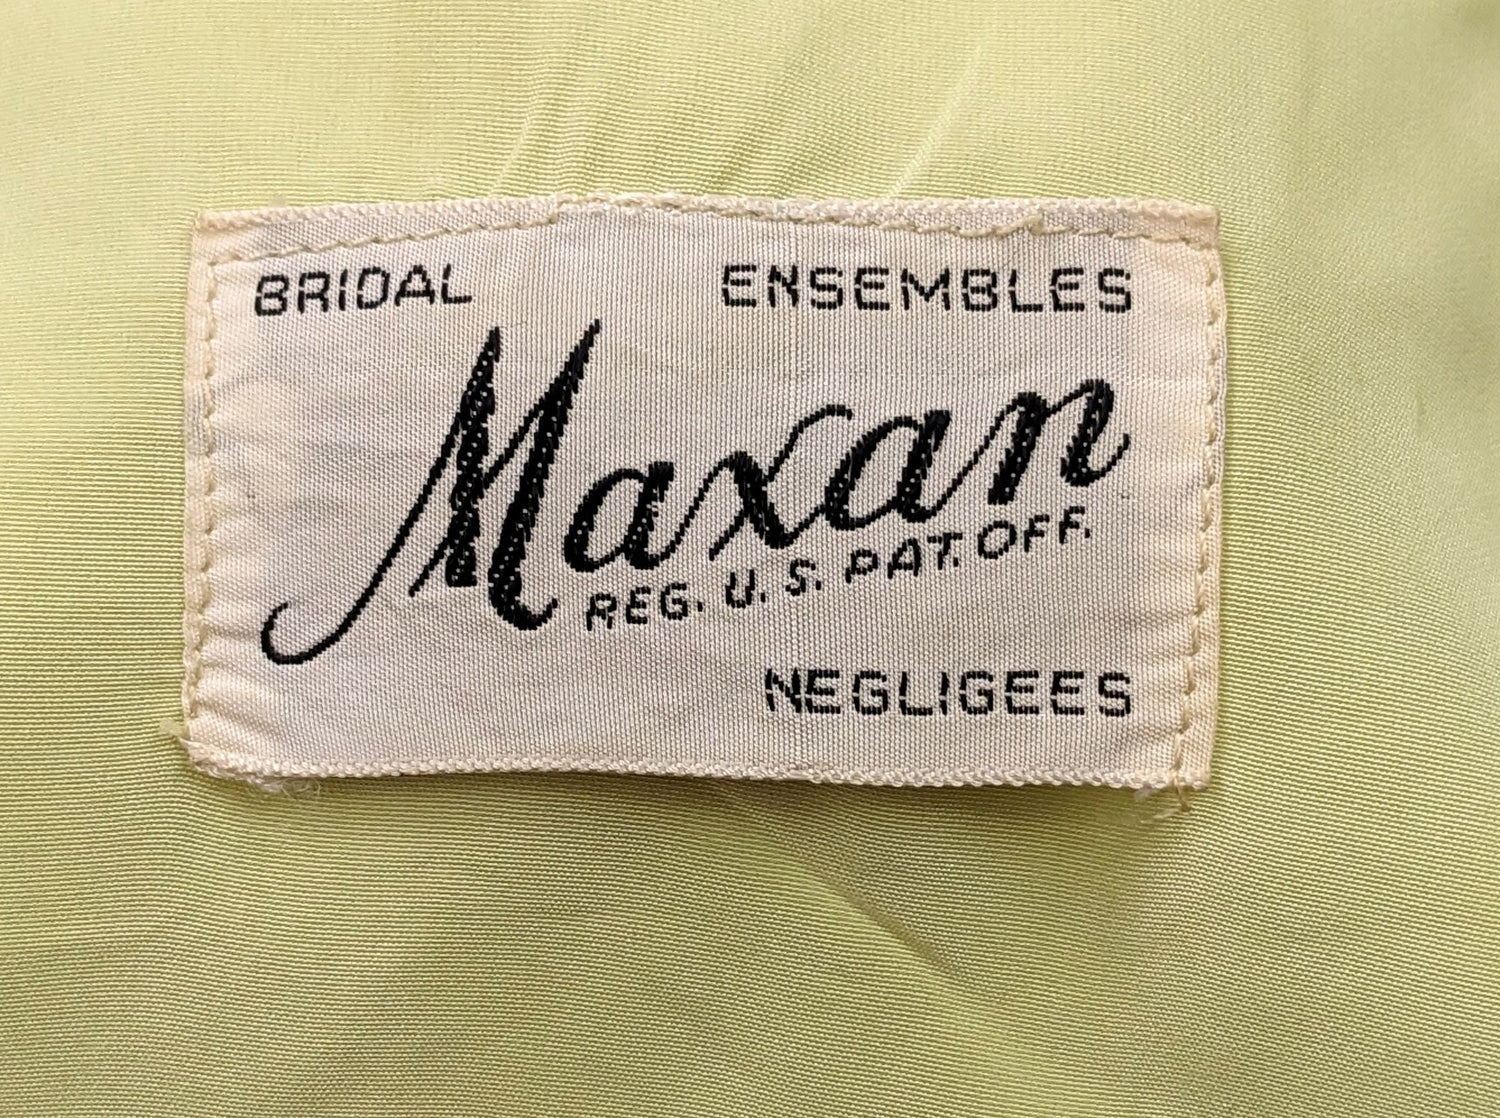 BRIDAL ENSEMBLES
Maxan
REG. U. S. PAT. OFF.
NEGLIGEES